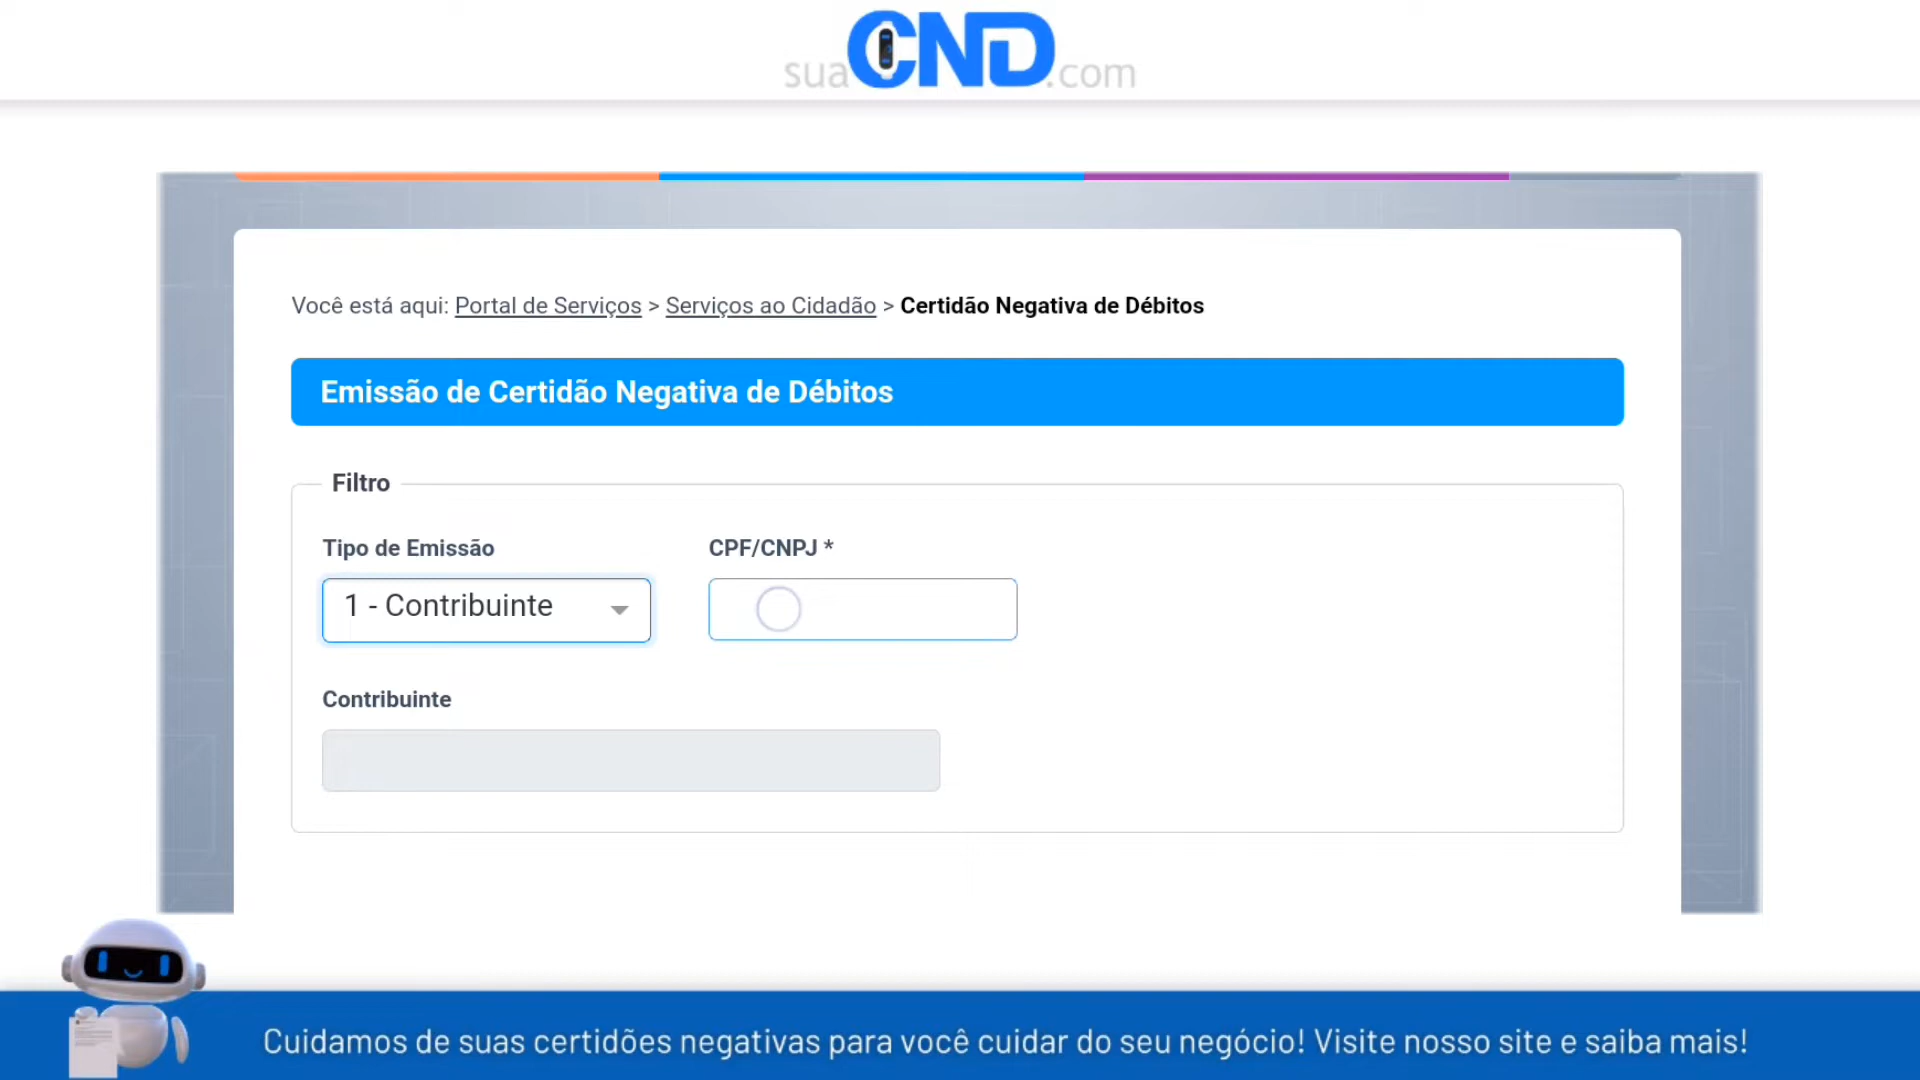 suaCND.com
Você está aqui: Portal de Serviços > Serviços ao Cidadão > Certidão Negativa de Débitos
Emissão de Certidão Negativa de Débitos
Filtro
Tipo de Emissão
CPF/CNPJ *
1 - Contribuinte
Contribuinte
Cuidamos de suas certidões negativas para você cuidar do seu negócio! Visite nosso site e saiba mais!